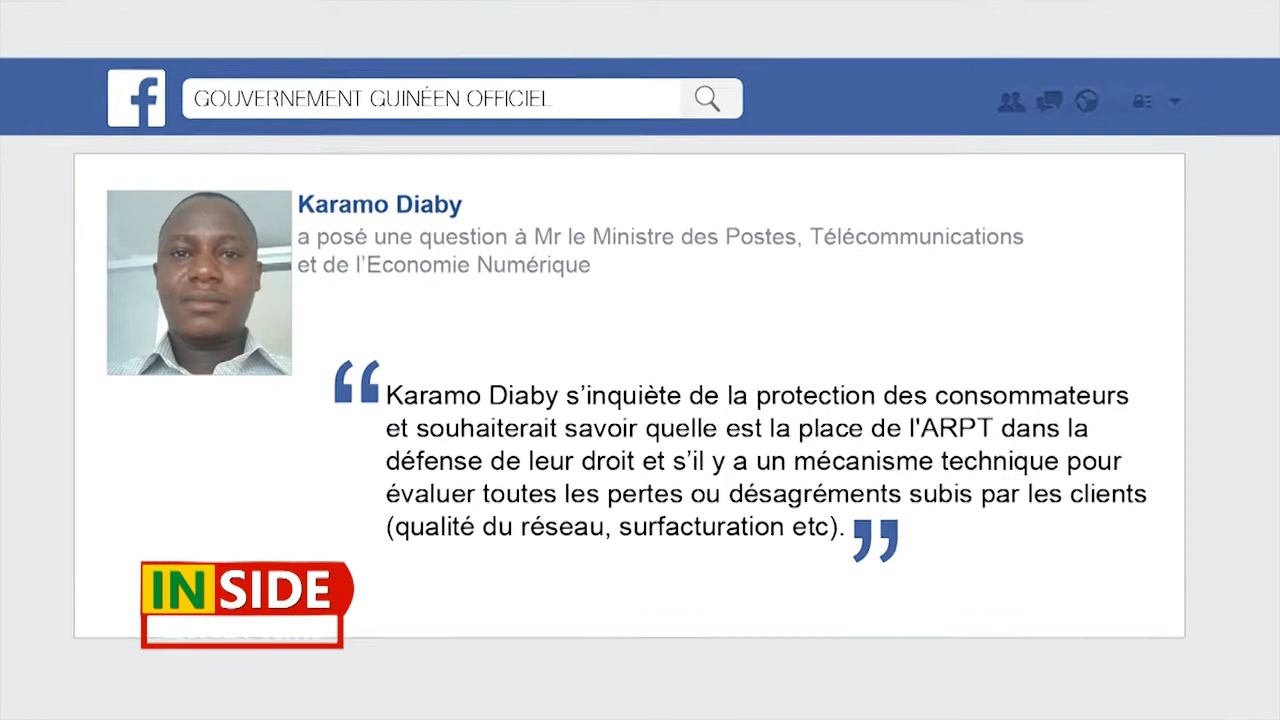 GOUVERNEMENT GUINÉEN OFFICIEL
Karamo Diaby
a posé une question à Mr le Ministre des Postes, Télécommunications
et de l’Economie Numérique
“Karamo Diaby s’inquiète de la protection des consommateurs
et souhaiterait savoir quelle est la place de l'ARPT dans la
défense de leur droit et s’il y a un mécanisme technique pour
évaluer toutes les pertes ou désagréments subis par les clients
(qualité du réseau, surfacturation etc).”
INSIDE